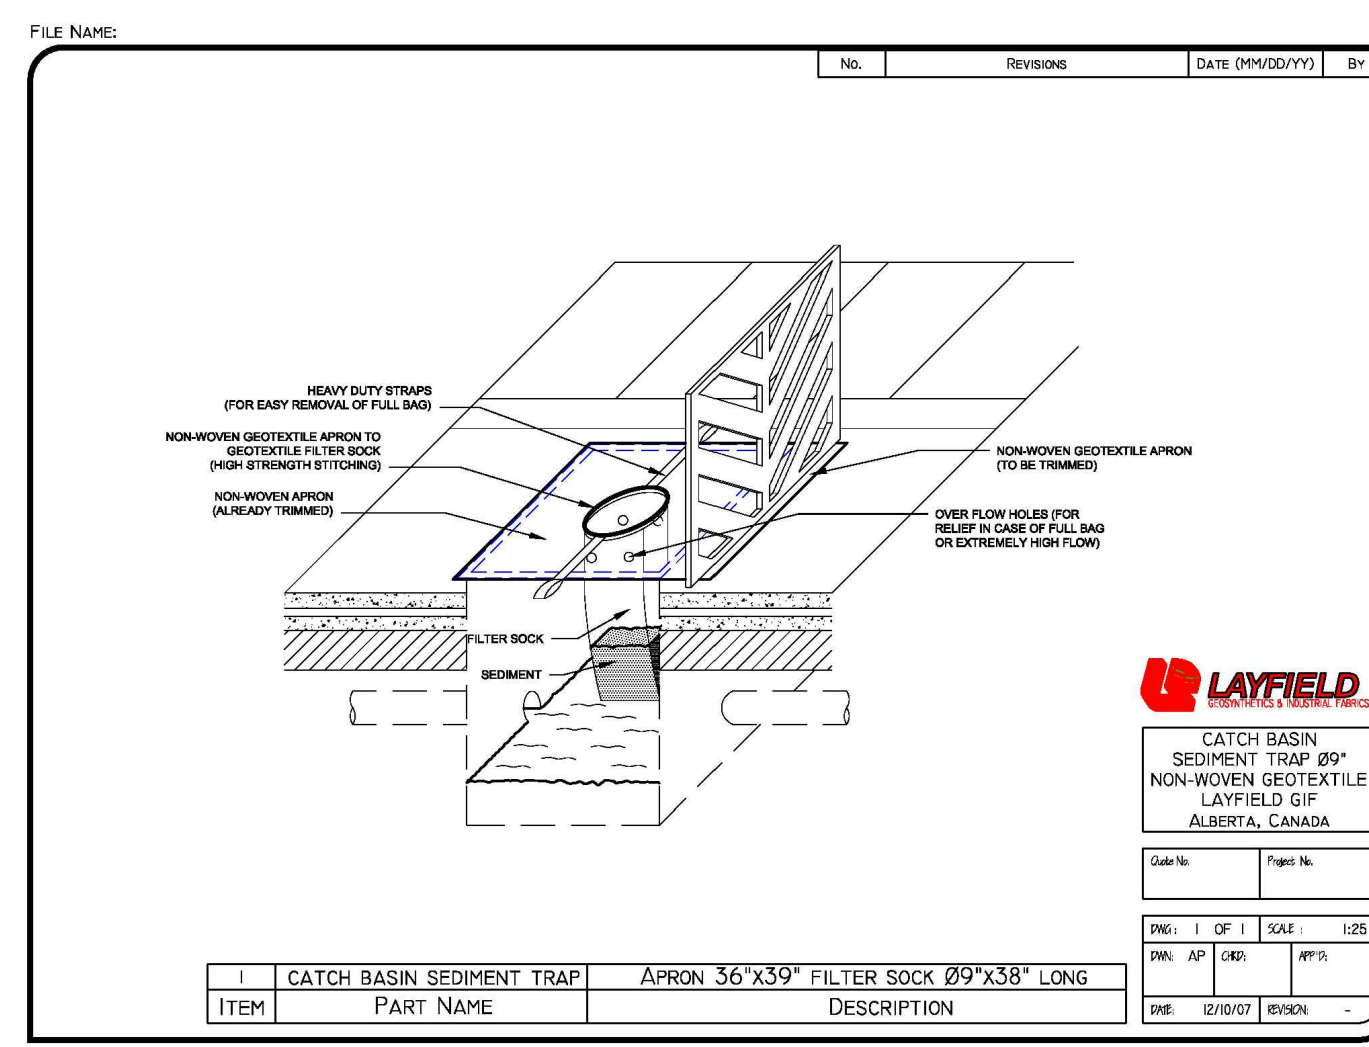 FILE NAME:
No. REVISIONS DATE (MM/DD/YY) BY
HEAVY DUTY STRAPS
(FOR EASY REMOVAL OF FULL BAG)
NON-WOVEN GEOTEXTILE APRON TO
GEOTEXTILE FILTER SOCK
(HIGH STRENGTH STITCHING)
NON-WOVEN APRON
(ALREADY TRIMMED)
NON-WOVEN GEOTEXTILE APRON
(TO BE TRIMMED)
OVER FLOW HOLES (FOR
RELIEF IN CASE OF FULL BAG
OR EXTREMELY HIGH FLOW)
FILTER SOCK
SEDIMENT
LAYFIELD
GEOSYNTHETICS & INDUSTRIAL FABRICS
CATCH BASIN
SEDIMENT TRAP Ø9"
NON-WOVEN GEOTEXTILE
LAYFIELD GIF
ALBERTA, CANADA
Quote No. Project No.
DWG: 1 OF 1 SCALE: 1:25
DWN: AP CHKD: APP'D:
DATE: 12/10/07 REVISION: -
1 CATCH BASIN SEDIMENT TRAP APRON 36"X39" FILTER SOCK Ø9"X38" LONG
ITEM PART NAME DESCRIPTION